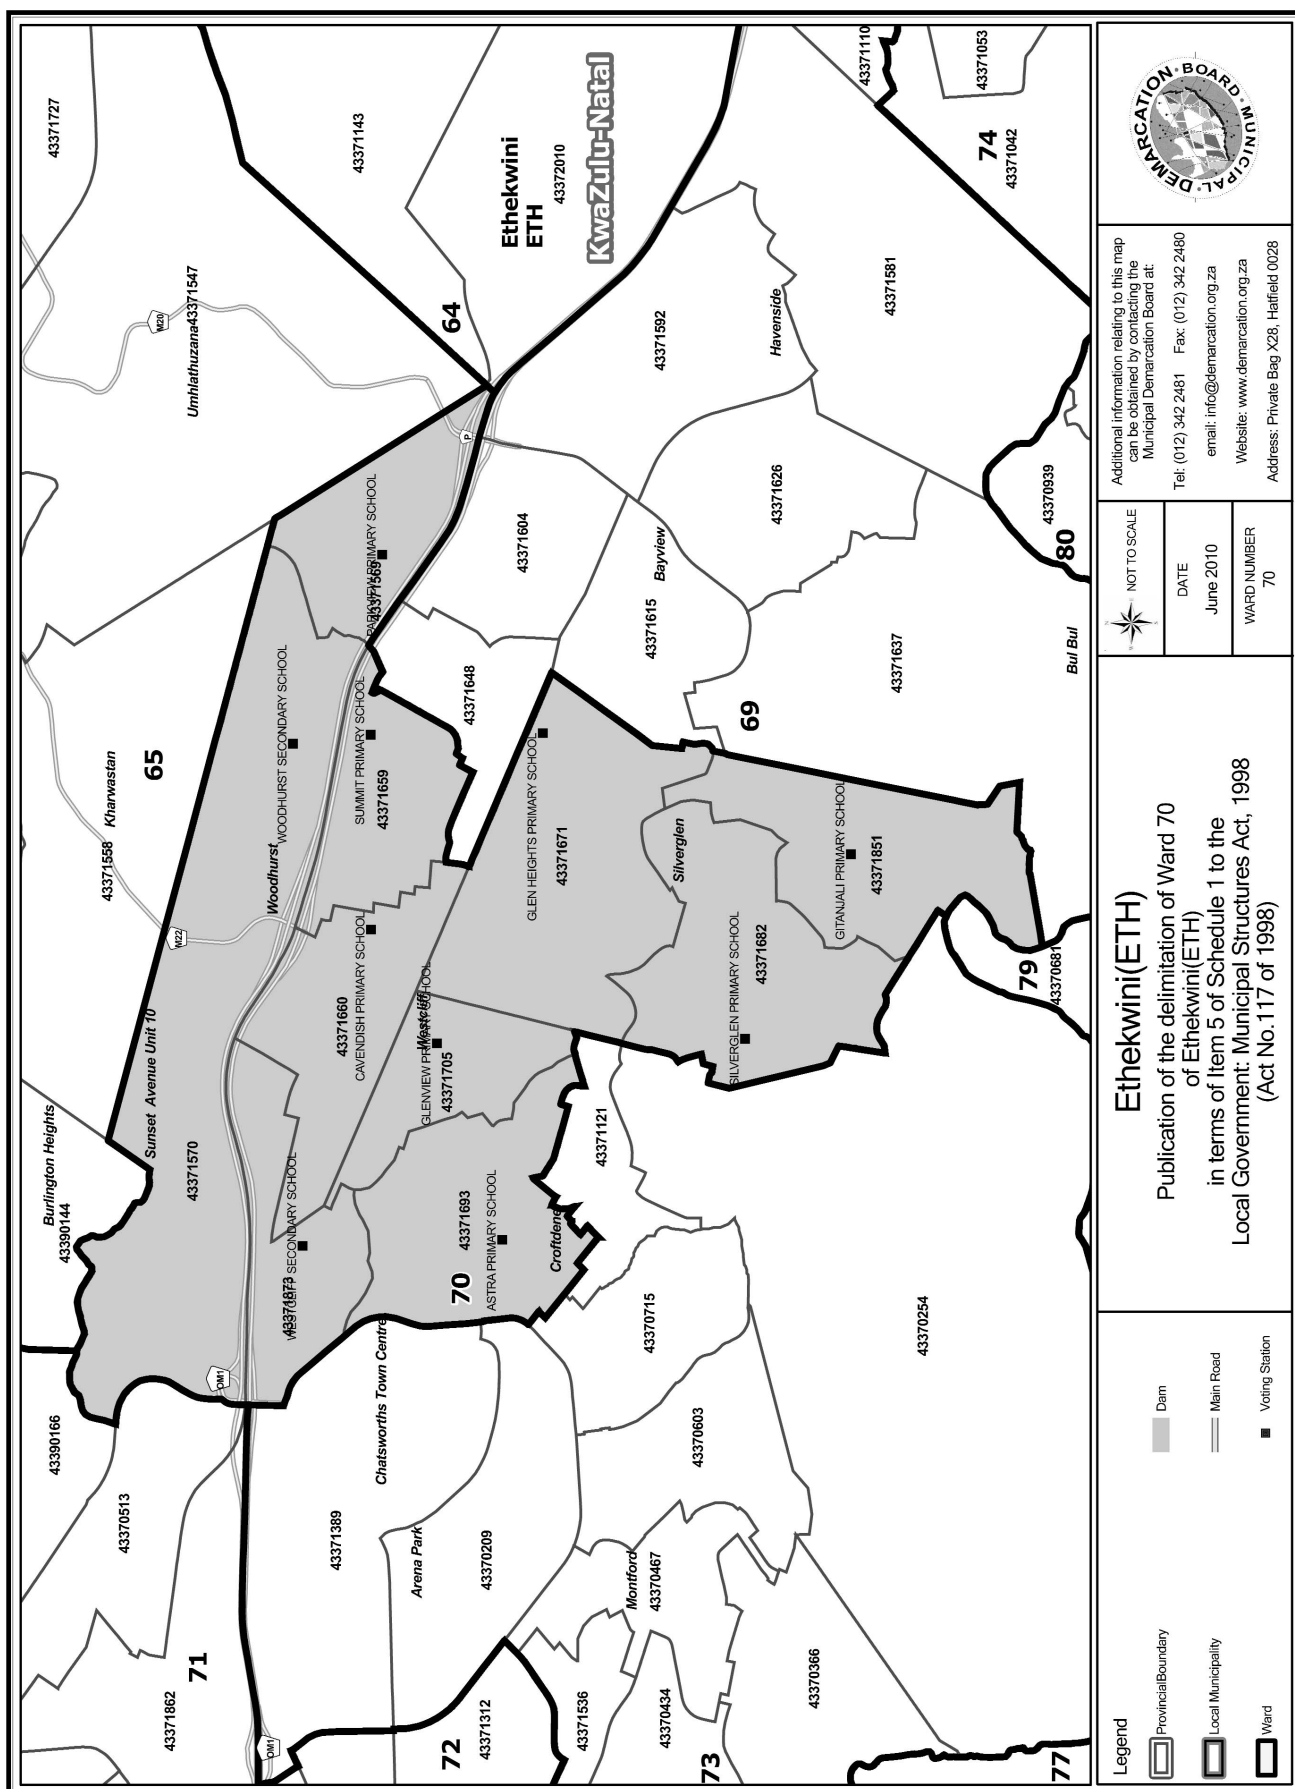 43371727
43371143
43371110
43371053
Umhlathuzana43371547
M20
64
Ethekwini
ETH
43372010
KwaZulu-Natal
74
43371042
43371592
Havenside
43371581
P
65
Kharwastan
43371558
M22
WOODHURST SECONDARY SCHOOL
PARKVIEW PRIMARY SCHOOL
43371569
43371604
Bayview
43371626
43370939
80
43371615
43371637
Bul Bul
43371648
SUMMIT PRIMARY SCHOOL
43371659
69
Woodhurst
GLEN HEIGHTS PRIMARY SCHOOL
43371671
Silverglen
GITANJALI PRIMARY SCHOOL
43371851
Burlington Heights
43390144
Sunset Avenue Unit 10
43371570
43371660
CAVENDISH PRIMARY SCHOOL
Westcliff
GLENVIEW PRIMARY SCHOOL
43371705
SILVERGLEN PRIMARY SCHOOL
43371682
79
43370681
43371121
WESTCLIFF SECONDARY SCHOOL
43371873
70
43371693
ASTRA PRIMARY SCHOOL
Croftdene
OM1
43390166
43370513
Chatsworths Town Centre
43370715
43370254
43371389
Arena Park
43370209
43370603
Montford
43370467
71
43371862
OM1
72
43371312
43371536
43370434
73
43370366
77
Legend
ProvincialBoundary
Local Municipality
Ward
Dam
Main Road
Voting Station
Ethekwini(ETH)
Publication of the delimitation of Ward 70
of Ethekwini(ETH)
in terms of Item 5 of Schedule 1 to the
Local Government: Municipal Structures Act, 1998
(Act No.117 of 1998)
NOT TO SCALE
DATE
June 2010
WARD NUMBER
70
Additional information relating to this map
can be obtained by contacting the
Municipal Demarcation Board at:
Tel: (012) 342 2481 Fax: (012) 342 2480
email: info@demarcation.org.za
Website: www.demarcation.org.za
Address: Private Bag X28, Hatfield 0028
MUNICIPAL · DEMARCATION · BOARD ·